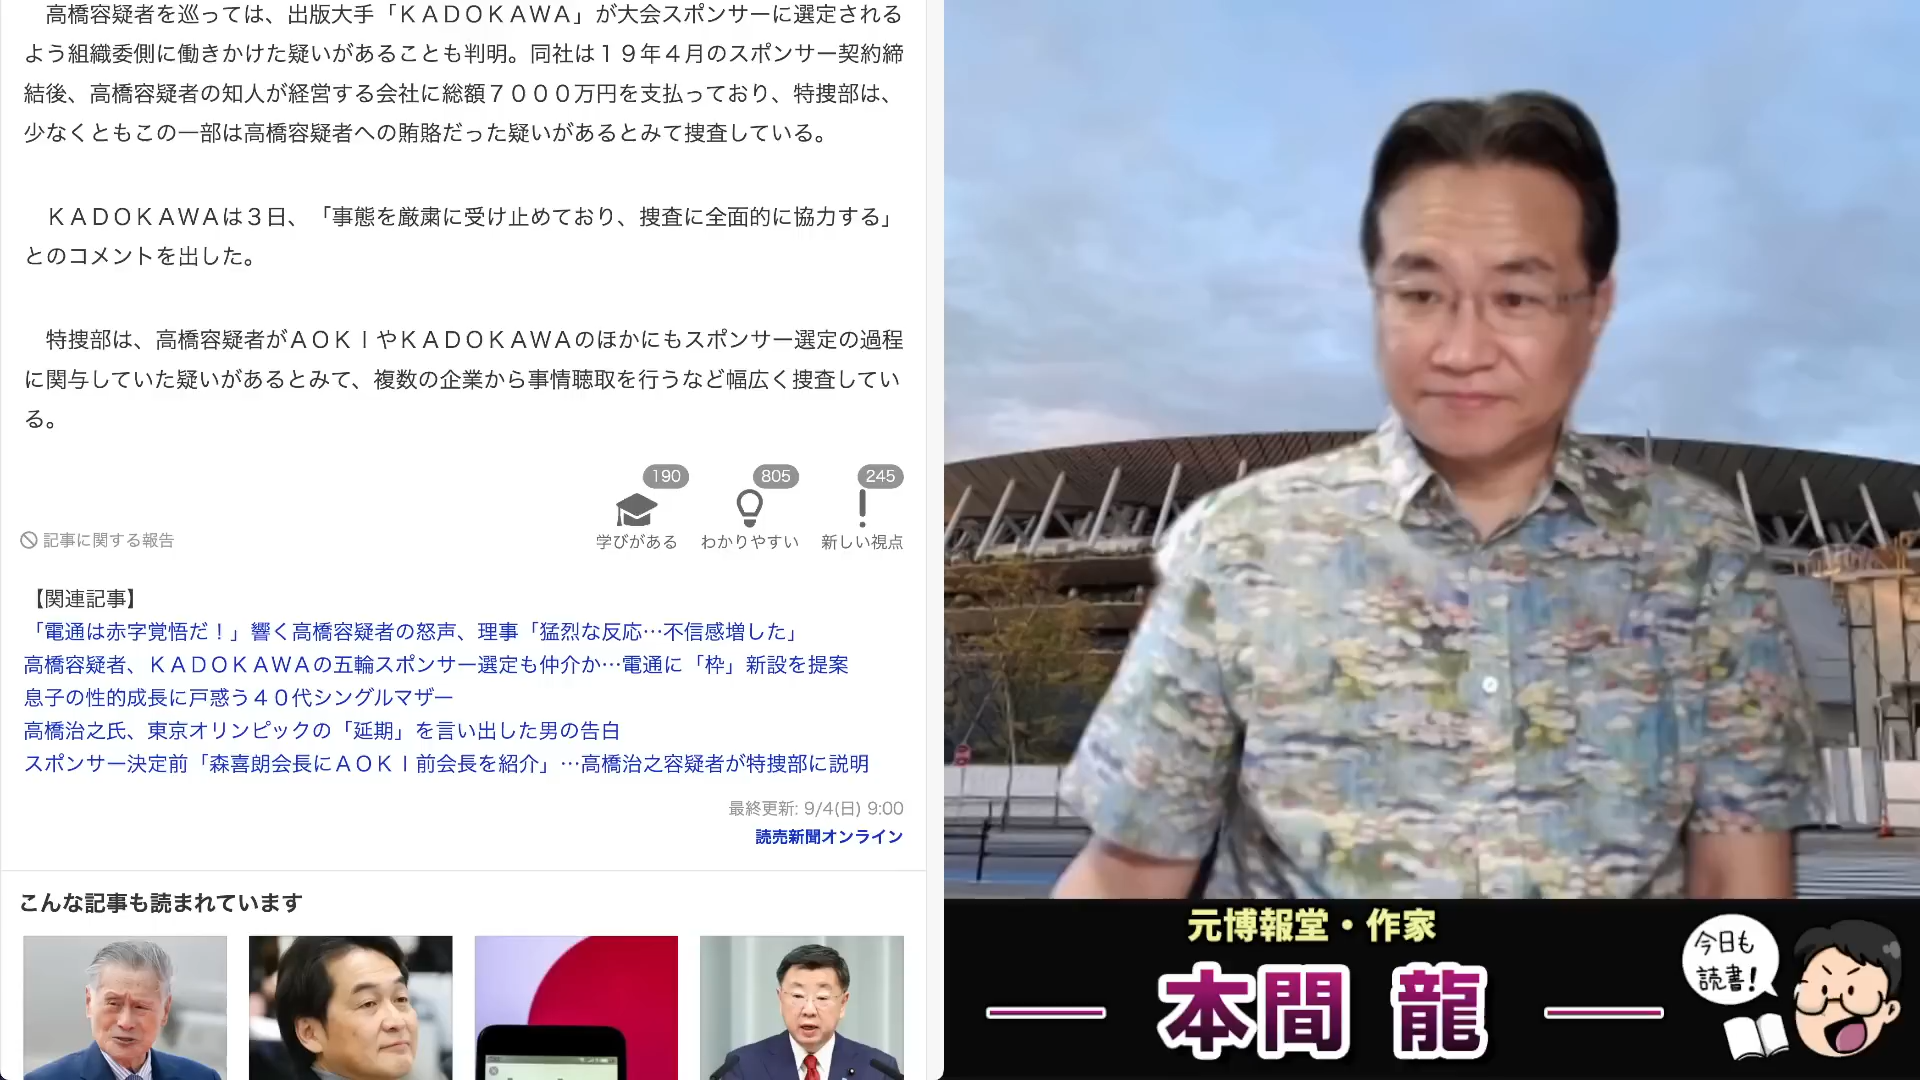 高橋容疑者を巡っては、出版大手「ＫＡＤＯＫＡＷＡ」が大会スポンサーに選定される
よう組織委側に働きかけた疑いがあることも判明。同社は１９年４月のスポンサー契約締
結後、高橋容疑者の知人が経営する会社に総額７０００万円を支払っており、特捜部は、
少なくともこの一部は高橋容疑者への賄賂だった疑いがあるとみて捜査している。
ＫＡＤＯＫＡＷＡは３日、「事態を厳粛に受け止めており、捜査に全面的に協力する」
とのコメントを出した。
特捜部は、高橋容疑者がＡＯＫＩやＫＡＤＯＫＡＷＡのほかにもスポンサー選定の過程
に関与していた疑いがあるとみて、複数の企業から事情聴取を行うなど幅広く捜査してい
る。
190 805 245
記事に関する報告 学びがある わかりやすい 新しい視点
【関連記事】
「電通は赤字覚悟だ！」響く高橋容疑者の怒声、理事「猛烈な反応…不信感増した」
高橋容疑者、ＫＡＤＯＫＡＷＡの五輪スポンサー選定も仲介か…電通に「枠」新設を提案
息子の性的成長に戸惑う４０代シングルマザー
高橋治之氏、東京オリンピックの「延期」を言い出した男の告白
スポンサー決定前「森喜朗会長にＡＯＫＩ前会長を紹介」…高橋治之容疑者が特捜部に説明
最終更新: 9/4(日) 9:00
読売新聞オンライン
こんな記事も読まれています
元博報堂・作家
本間 龍
今日も
読書!